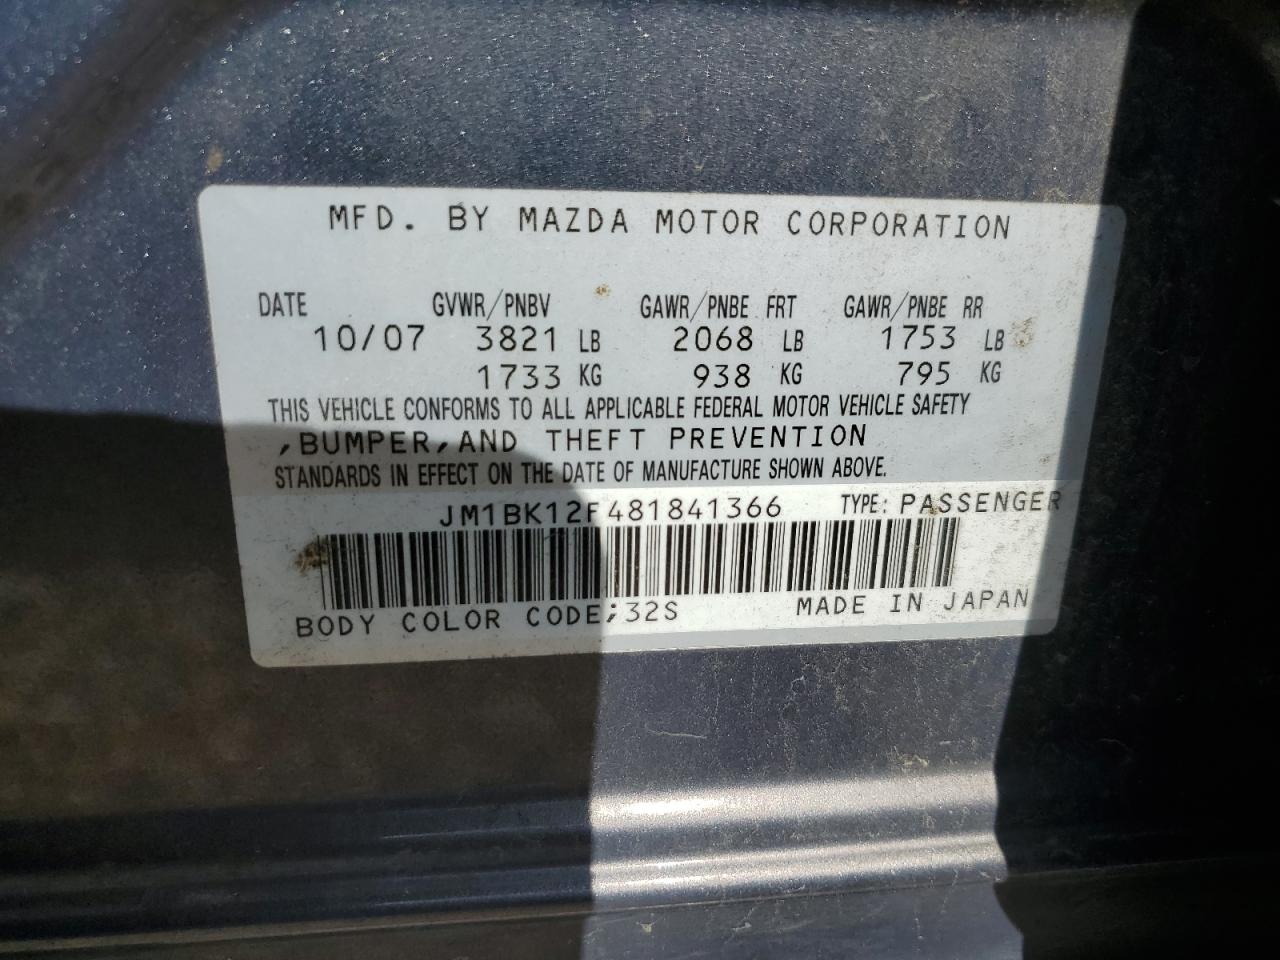 MFD. BY MAZDA MOTOR CORPORATION
DATE GVWR/PNBV GAWR/PNBE FRT GAWR/PNBE RR
10/07 3821 LB 2068 LB 1753 LB
1733 KG 938 KG 795 KG
THIS VEHICLE CONFORMS TO ALL APPLICABLE FEDERAL MOTOR VEHICLE SAFETY
,BUMPER,AND THEFT PREVENTION
STANDARDS IN EFFECT ON THE DATE OF MANUFACTURE SHOWN ABOVE.
JM1BK12F481841366 TYPE: PASSENGER
BODY COLOR CODE;32S MADE IN JAPAN